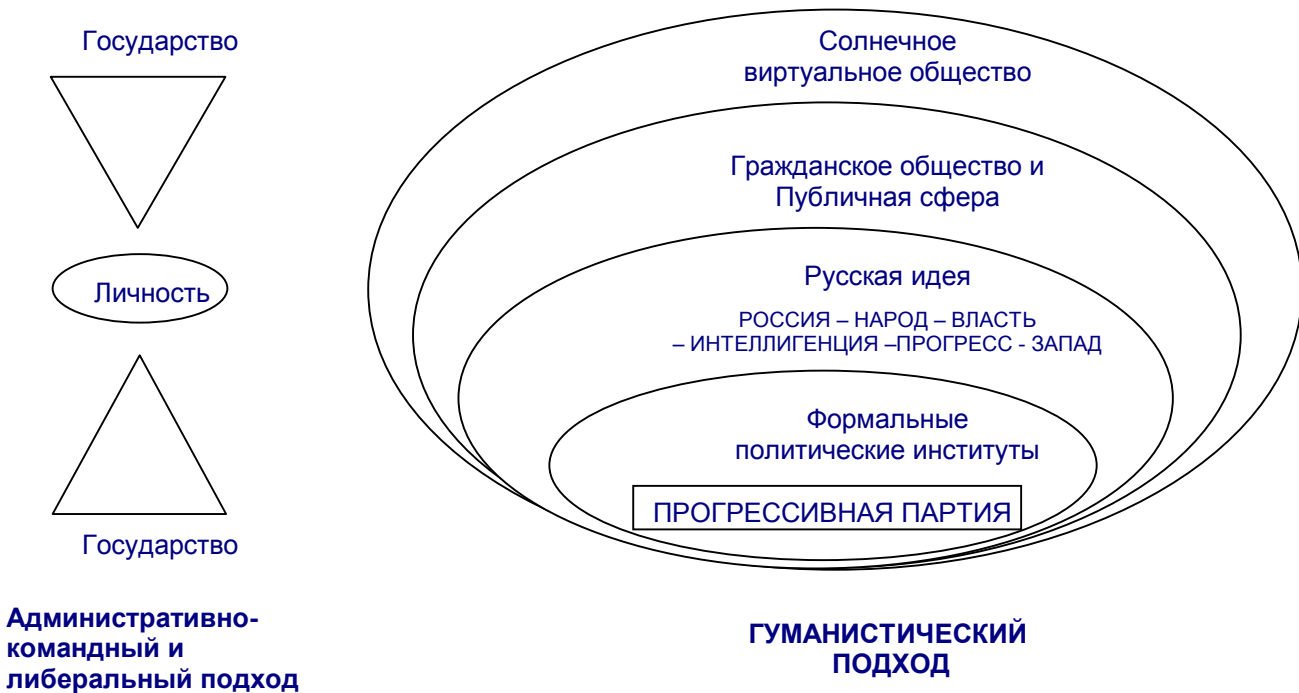 Государство
Личность
Государство
Административно-
командный и
либеральный подход
Солнечное
виртуальное общество
Гражданское общество и
Публичная сфера
Русская идея
РОССИЯ – НАРОД – ВЛАСТЬ
– ИНТЕЛЛИГЕНЦИЯ –ПРОГРЕСС - ЗАПАД
Формальные
политические институты
ПРОГРЕССИВНАЯ ПАРТИЯ
ГУМАНИСТИЧЕСКИЙ
ПОДХОД